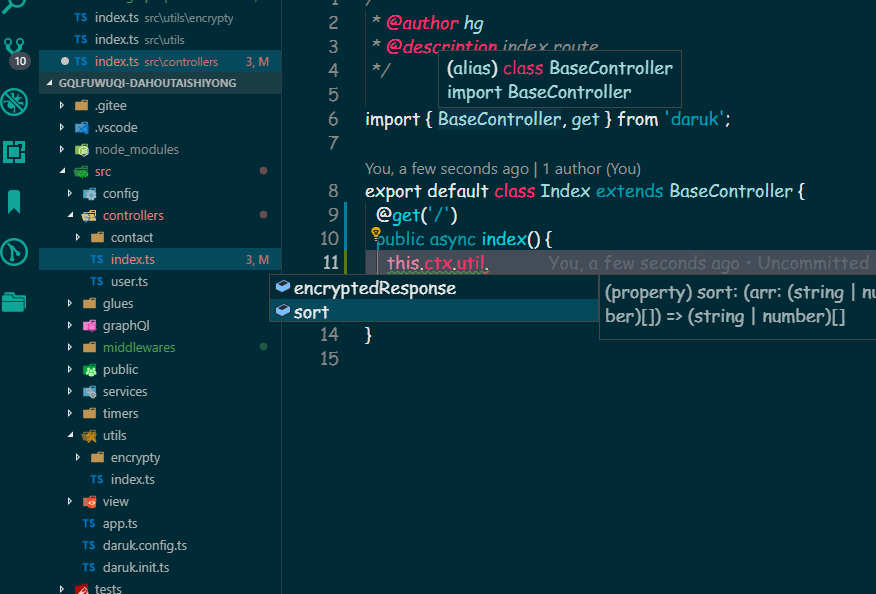 TS index.ts src\utils\encrypty
TS index.ts src\utils
TS index.ts src\controllers 3, M
GQLFUWUQI-DAHOUTAISHIYONG
.gitee
.vscode
node_modules
src
config
controllers
contact
TS index.ts 3, M
TS user.ts
glues
graphQl
middlewares
public
services
timers
utils
encrypty
TS index.ts
view
TS app.ts
TS daruk.config.ts
TS daruk.init.ts
tests
10
1 /
2 * @author hg
3 * @description index route
4 */
(alias) class BaseController
import BaseController
5
6 import { BaseController, get } from 'daruk';
7
You, a few seconds ago | 1 author (You)
8 export default class Index extends BaseController {
9 @get('/')
10 public async index() {
11 this.ctx.util. You, a few seconds ago · Uncommitted
encryptedResponse
sort
(property) sort: (arr: (string | nu
ber)[]) => (string | number)[]
14 }
15